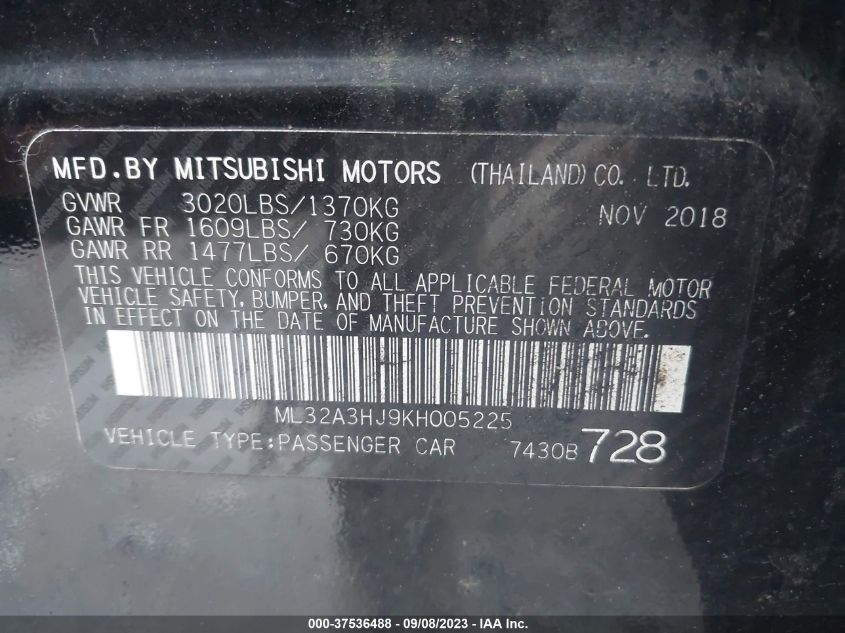 MFD.BY MITSUBISHI MOTORS (THAILAND) CO. LTD.
GVWR 3020LBS/1370KG NOV 2018
GAWR FR 1609LBS/ 730KG
GAWR RR 1477LBS/ 670KG
THIS VEHICLE CONFORMS TO ALL APPLICABLE FEDERAL MOTOR
VEHICLE SAFETY, BUMPER, AND THEFT PREVENTION STANDARDS
IN EFFECT ON THE DATE OF MANUFACTURE SHOWN ABOVE.
ML32A3HJ9KH005225
VEHICLE TYPE:PASSENGER CAR 7430B 728
000-37536488 - 09/08/2023 - © IAA, Inc.